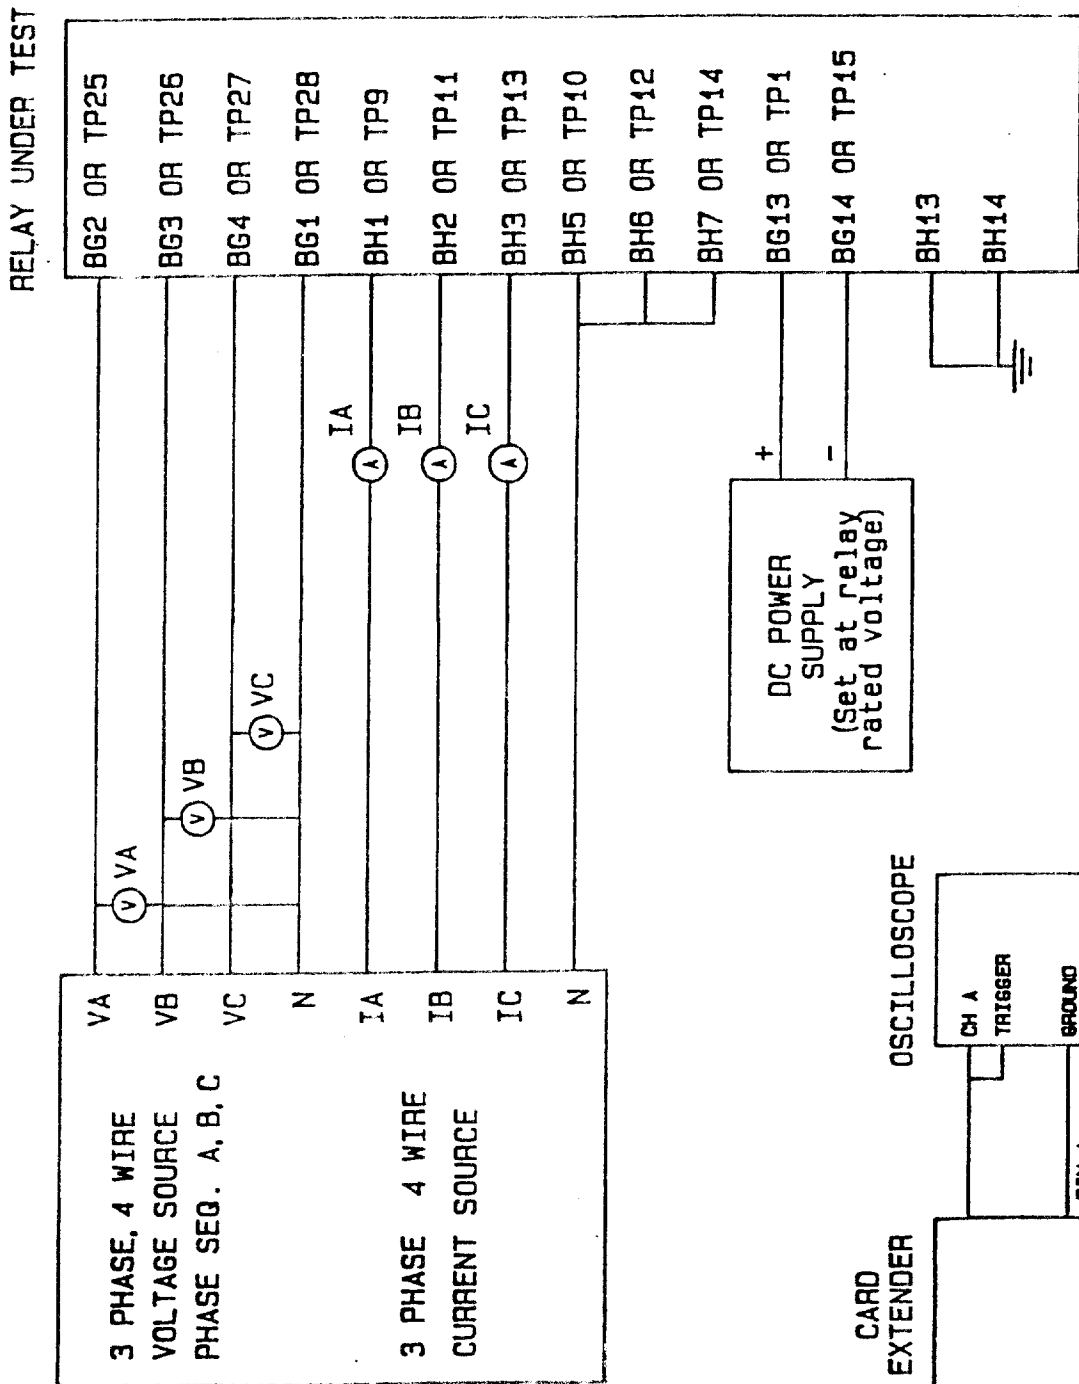 RELAY UNDER TEST
BG2 OR TP25
BG3 OR TP26
BG4 OR TP27
BG1 OR TP28
BH1 OR TP9
BH2 OR TP11
BH3 OR TP13
BH5 OR TP10
BH6 OR TP12
BH7 OR TP14
BG13 OR TP1
BG14 OR TP15
BH13
BH14
IA
A
IB
A
IC
A
VA
V
VB
V
VC
V
+
-
DC POWER
SUPPLY
(Set at relay
rated voltage)
VA
VB
VC
N
IA
IB
IC
N
3 PHASE, 4 WIRE
VOLTAGE SOURCE
PHASE SEQ. A, B, C
3 PHASE 4 WIRE
CURRENT SOURCE
OSCILLOSCOPE
CH A
TRIGGER
GROUND
CARD
EXTENDER